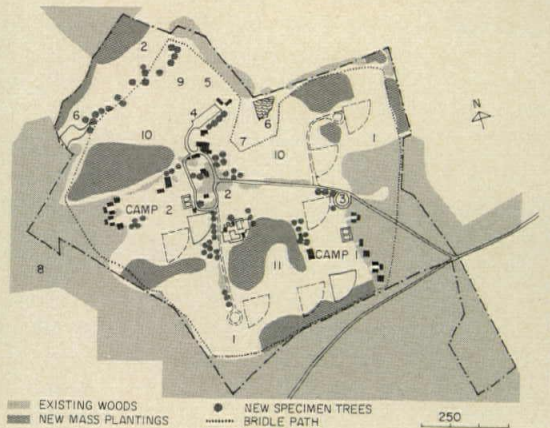 2
9
5
N
6
4
6
1
10
7
10
2
3
CAMP 2
CAMP 1
8
11
1
EXISTING WOODS
NEW MASS PLANTINGS
NEW SPECIMEN TREES
BRIDLE PATH
250